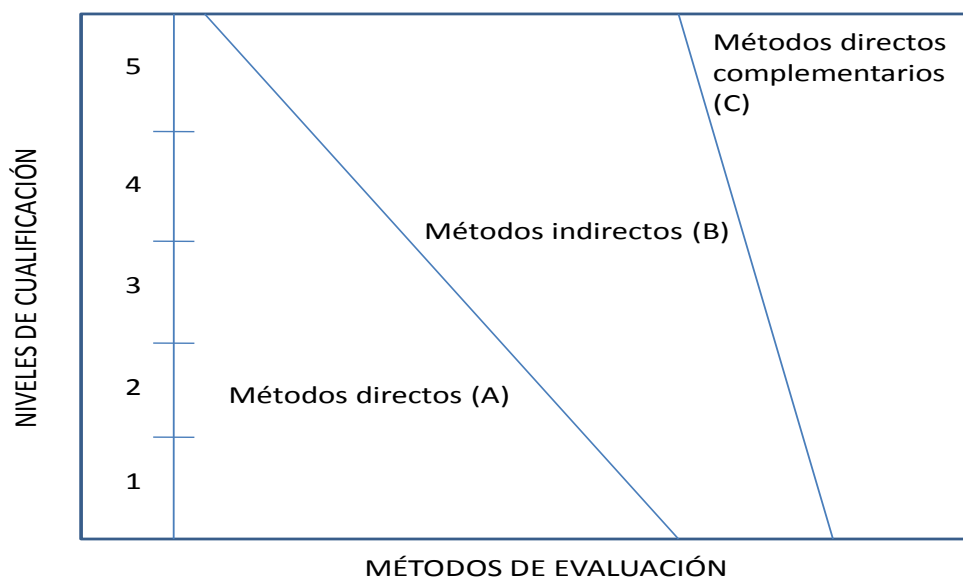 Métodos directos
complementarios
(C)
5
4
Métodos indirectos (B)
3
2
Métodos directos (A)
1
NIVELES DE CUALIFICACIÓN
MÉTODOS DE EVALUACIÓN